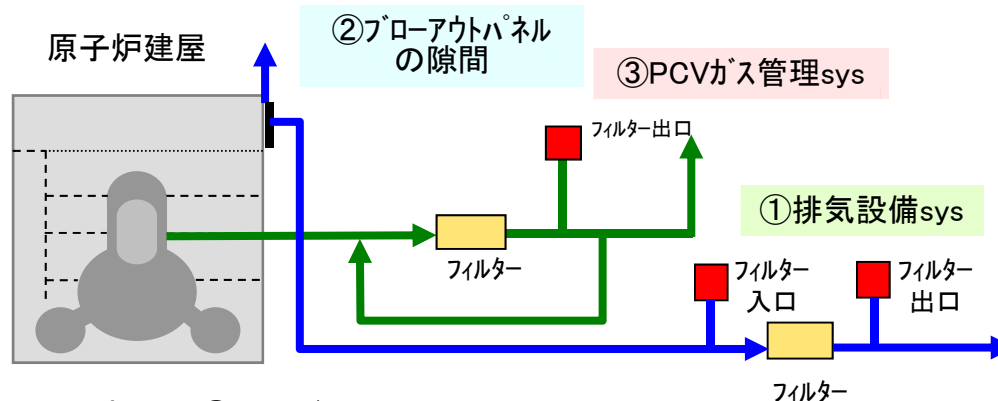 原子炉建屋
②ﾌﾞﾛｰｱｳﾄﾊﾟﾈﾙ
の隙間
③PCVｶﾞｽ管理sys
ﾌｨﾙﾀｰ出口
①排気設備sys
フィルター
ﾌｨﾙﾀｰ
入口
ﾌｨﾙﾀｰ
出口
フィルター